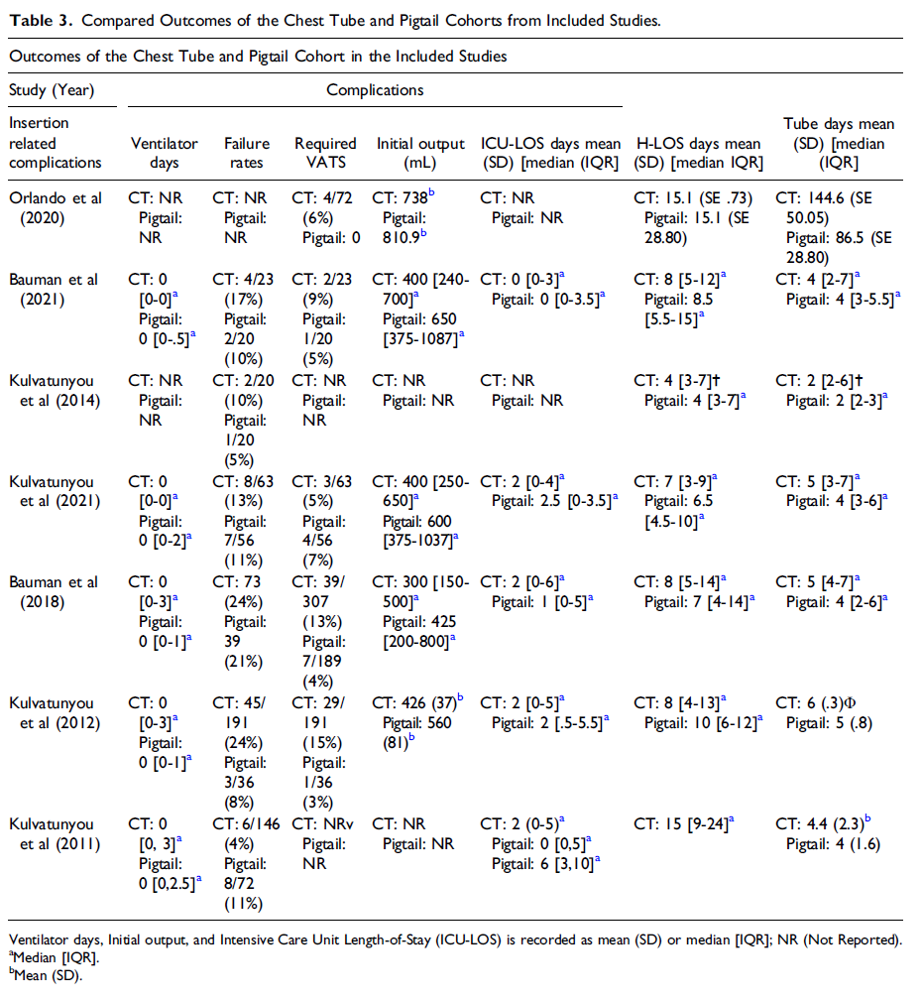 Table 3. Compared Outcomes of the Chest Tube and Pigtail Cohorts from Included Studies.
Outcomes of the Chest Tube and Pigtail Cohort in the Included Studies
Study (Year) Complications
Insertion related complications Ventilator days Failure rates Required VATS Initial output (mL) ICU-LOS days mean (SD) [median (IQR] H-LOS days mean (SD) [median IQR] Tube days mean (SD) [median (IQR]
Orlando et al (2020) CT: NR Pigtail: NR CT: NR Pigtail: NR CT: 4/72 (6%) Pigtail: 0 CT: 738b Pigtail: 810.9b CT: NR Pigtail: NR CT: 15.1 (SE .73) Pigtail: 15.1 (SE 28.80) CT: 144.6 (SE 50.05) Pigtail: 86.5 (SE 28.80)
Bauman et al (2021) CT: 0 [0-0]a Pigtail: 0 [0-.5]a CT: 4/23 (17%) Pigtail: 2/20 (10%) CT: 2/23 (9%) Pigtail: 1/20 (5%) CT: 400 [240-700]a Pigtail: 650 [375-1087]a CT: 0 [0-3]a Pigtail: 0 [0-3.5]a CT: 8 [5-12]a Pigtail: 8.5 [5.5-15]a CT: 4 [2-7]a Pigtail: 4 [3-5.5]a
Kulvatunyou et al (2014) CT: NR Pigtail: NR CT: 2/20 (10%) Pigtail: 1/20 (5%) CT: NR Pigtail: NR CT: NR Pigtail: NR CT: NR Pigtail: NR CT: 4 [3-7]† Pigtail: 4 [3-7]a CT: 2 [2-6]† Pigtail: 2 [2-3]a
Kulvatunyou et al (2021) CT: 0 [0-0]a Pigtail: 0 [0-2]a CT: 8/63 (13%) Pigtail: 7/56 (11%) CT: 3/63 (5%) Pigtail: 4/56 (7%) CT: 400 [250-650]a Pigtail: 600 [375-1037]a CT: 2 [0-4]a Pigtail: 2.5 [0-3.5]a CT: 7 [3-9]a Pigtail: 6.5 [4.5-10]a CT: 5 [3-7]a Pigtail: 4 [3-6]a
Bauman et al (2018) CT: 0 [0-3]a Pigtail: 0 [0-1]a CT: 73 (24%) Pigtail: 39 (21%) CT: 39/307 (13%) Pigtail: 7/189 (4%) CT: 300 [150-500]a Pigtail: 425 [200-800]a CT: 2 [0-6]a Pigtail: 1 [0-5]a CT: 8 [5-14]a Pigtail: 7 [4-14]a CT: 5 [4-7]a Pigtail: 4 [2-6]a
Kulvatunyou et al (2012) CT: 0 [0-3]a Pigtail: 0 [0-1]a CT: 45/191 (24%) Pigtail: 3/36 (8%) CT: 29/191 (15%) Pigtail: 1/36 (3%) CT: 426 (37)b Pigtail: 560 (81)b CT: 2 [0-5]a Pigtail: 2 [.5-5.5]a CT: 8 [4-13]a Pigtail: 10 [6-12]a CT: 6 (.3)Φ Pigtail: 5 (.8)
Kulvatunyou et al (2011) CT: 0 [0, 3]a Pigtail: 0 [0,2.5]a CT: 6/146 (4%) Pigtail: 8/72 (11%) CT: NRv Pigtail: NR CT: NR Pigtail: NR CT: 2 (0-5)a Pigtail: 0 [0,5]a Pigtail: 6 [3,10]a CT: 15 [9-24]a CT: 4.4 (2.3)b Pigtail: 4 (1.6)
Ventilator days, Initial output, and Intensive Care Unit Length-of-Stay (ICU-LOS) is recorded as mean (SD) or median [IQR]; NR (Not Reported).
aMedian [IQR].
bMean (SD).